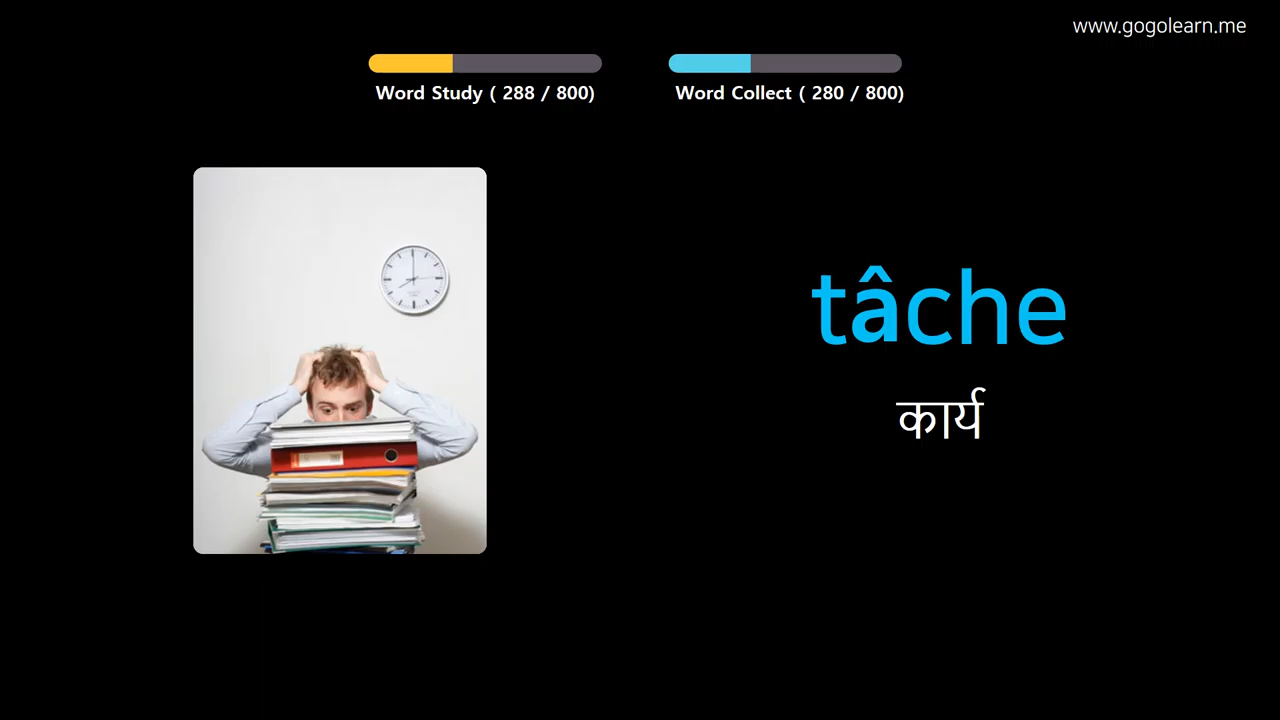 www.gogolearn.me
Word Study ( 288 / 800)
Word Collect ( 280 / 800)
tâche
कार्य